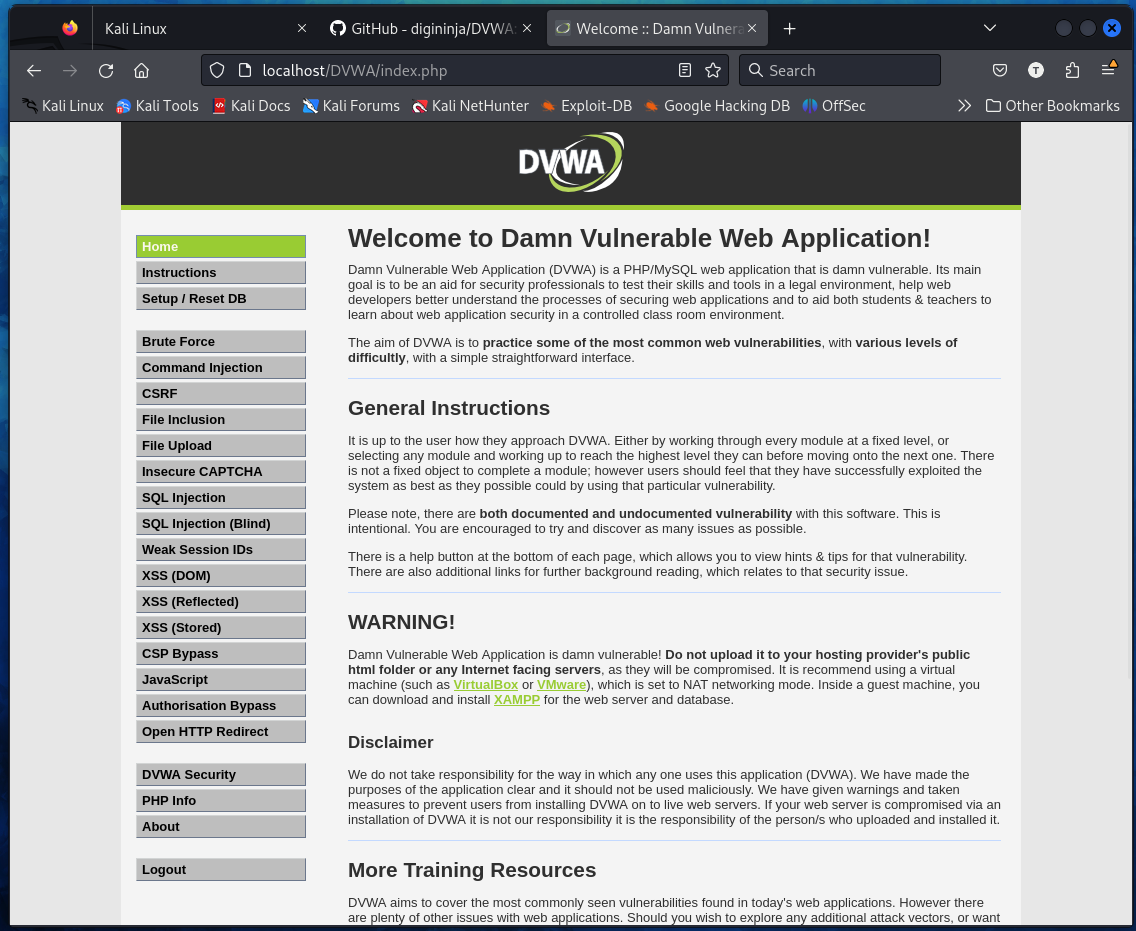 Kali Linux
GitHub - digininja/DVWA:
Welcome :: Damn Vulnera
localhost/DVWA/index.php
Search
T
Kali Linux
Kali Tools
Kali Docs
Kali Forums
Kali NetHunter
Exploit-DB
Google Hacking DB
OffSec
Other Bookmarks
DVWA
Home
Instructions
Setup / Reset DB
Brute Force
Command Injection
CSRF
File Inclusion
File Upload
Insecure CAPTCHA
SQL Injection
SQL Injection (Blind)
Weak Session IDs
XSS (DOM)
XSS (Reflected)
XSS (Stored)
CSP Bypass
JavaScript
Authorisation Bypass
Open HTTP Redirect
DVWA Security
PHP Info
About
Logout
Welcome to Damn Vulnerable Web Application!
Damn Vulnerable Web Application (DVWA) is a PHP/MySQL web application that is damn vulnerable. Its main
goal is to be an aid for security professionals to test their skills and tools in a legal environment, help web
developers better understand the processes of securing web applications and to aid both students & teachers to
learn about web application security in a controlled class room environment.
The aim of DVWA is to practice some of the most common web vulnerabilities, with various levels of
difficultly, with a simple straightforward interface.
General Instructions
It is up to the user how they approach DVWA. Either by working through every module at a fixed level, or
selecting any module and working up to reach the highest level they can before moving onto the next one. There
is not a fixed object to complete a module; however users should feel that they have successfully exploited the
system as best as they possible could by using that particular vulnerability.
Please note, there are both documented and undocumented vulnerability with this software. This is
intentional. You are encouraged to try and discover as many issues as possible.
There is a help button at the bottom of each page, which allows you to view hints & tips for that vulnerability.
There are also additional links for further background reading, which relates to that security issue.
WARNING!
Damn Vulnerable Web Application is damn vulnerable! Do not upload it to your hosting provider's public
html folder or any Internet facing servers, as they will be compromised. It is recommend using a virtual
machine (such as VirtualBox or VMware), which is set to NAT networking mode. Inside a guest machine, you
can download and install XAMPP for the web server and database.
Disclaimer
We do not take responsibility for the way in which any one uses this application (DVWA). We have made the
purposes of the application clear and it should not be used maliciously. We have given warnings and taken
measures to prevent users from installing DVWA on to live web servers. If your web server is compromised via an
installation of DVWA it is not our responsibility it is the responsibility of the person/s who uploaded and installed it.
More Training Resources
DVWA aims to cover the most commonly seen vulnerabilities found in today's web applications. However there
are plenty of other issues with web applications. Should you wish to explore any additional attack vectors, or want